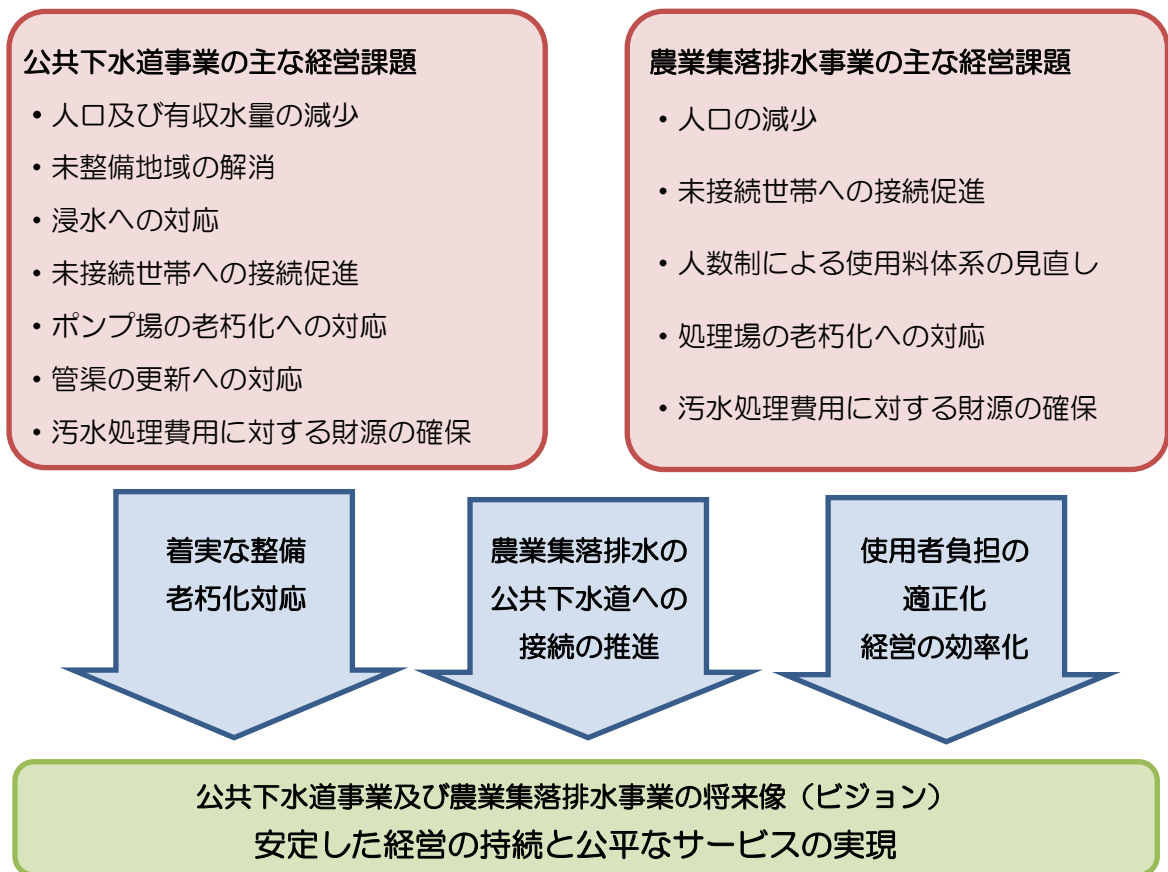 公共下水道事業の主な経営課題
・人口及び有収水量の減少
・未整備地域の解消
・浸水への対応
・未接続世帯への接続促進
・ポンプ場の老朽化への対応
・管渠の更新への対応
・汚水処理費用に対する財源の確保
農業集落排水事業の主な経営課題
・人口の減少
・未接続世帯への接続促進
・人数制による使用料体系の見直し
・処理場の老朽化への対応
・汚水処理費用に対する財源の確保
着実な整備
老朽化対応
農業集落排水の
公共下水道への
接続の推進
使用者負担の
適正化
経営の効率化
公共下水道事業及び農業集落排水事業の将来像（ビジョン）
安定した経営の持続と公平なサービスの実現